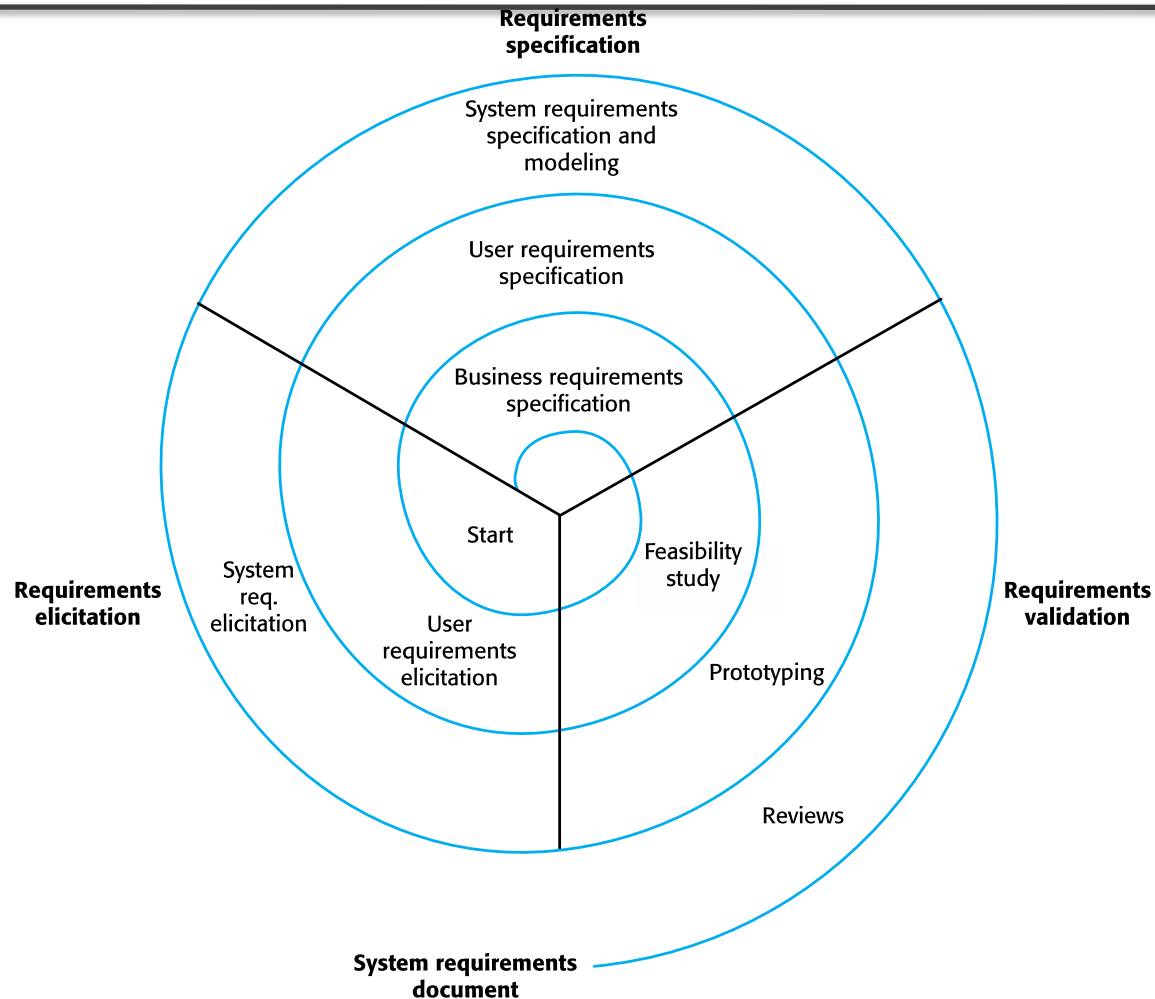 Requirements
specification
System requirements
specification and
modeling
User requirements
specification
Business requirements
specification
Start
Feasibility
study
System
req.
elicitation
Requirements
elicitation
Requirements
validation
User
requirements
elicitation
Prototyping
Reviews
System requirements
document